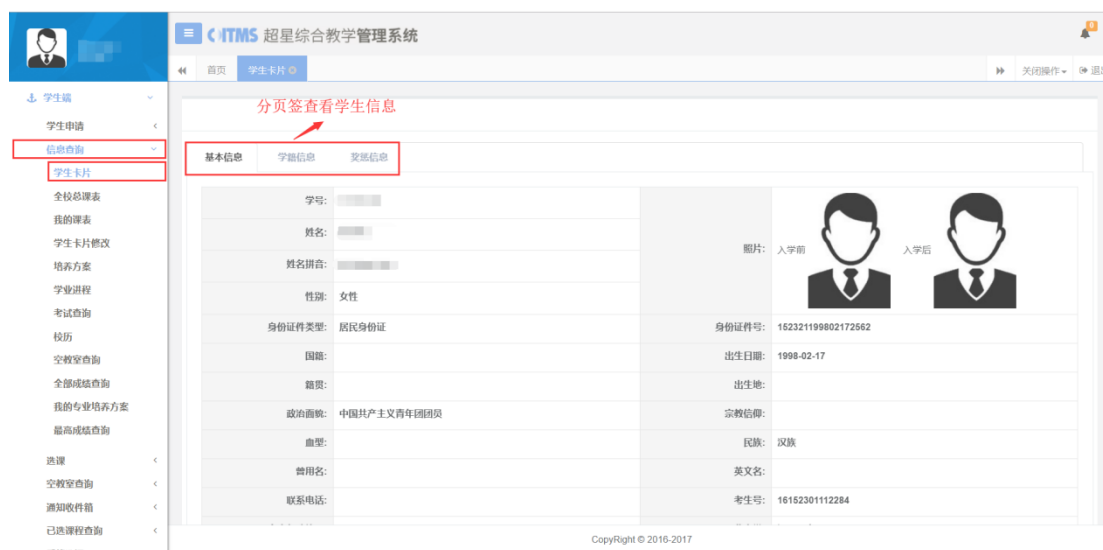 CHTMS 超星综合教学管理系统
0
首页 学生卡片 关闭操作
分页签查看学生信息
学生端
学生申请
信息查询
学生卡片
全校总课表
我的课表
学生卡片修改
培养方案
学业进程
考试查询
校历
空教室查询
全部成绩查询
我的专业培养方案
最高成绩查询
选课
空教室查询
通知收件箱
已选课程查询
基本信息 学籍信息 奖惩信息
学号:
姓名:
照片: 入学前 入学后
姓名拼音:
性别: 女性
身份证件类型: 居民身份证 身份证件号: 152321199802172562
国籍: 出生日期: 1998-02-17
籍贯: 出生地:
政治面貌: 中国共产主义青年团团员 宗教信仰:
血型: 民族: 汉族
曾用名: 英文名:
联系电话: 考生号: 16152301112284
CopyRight © 2016-2017